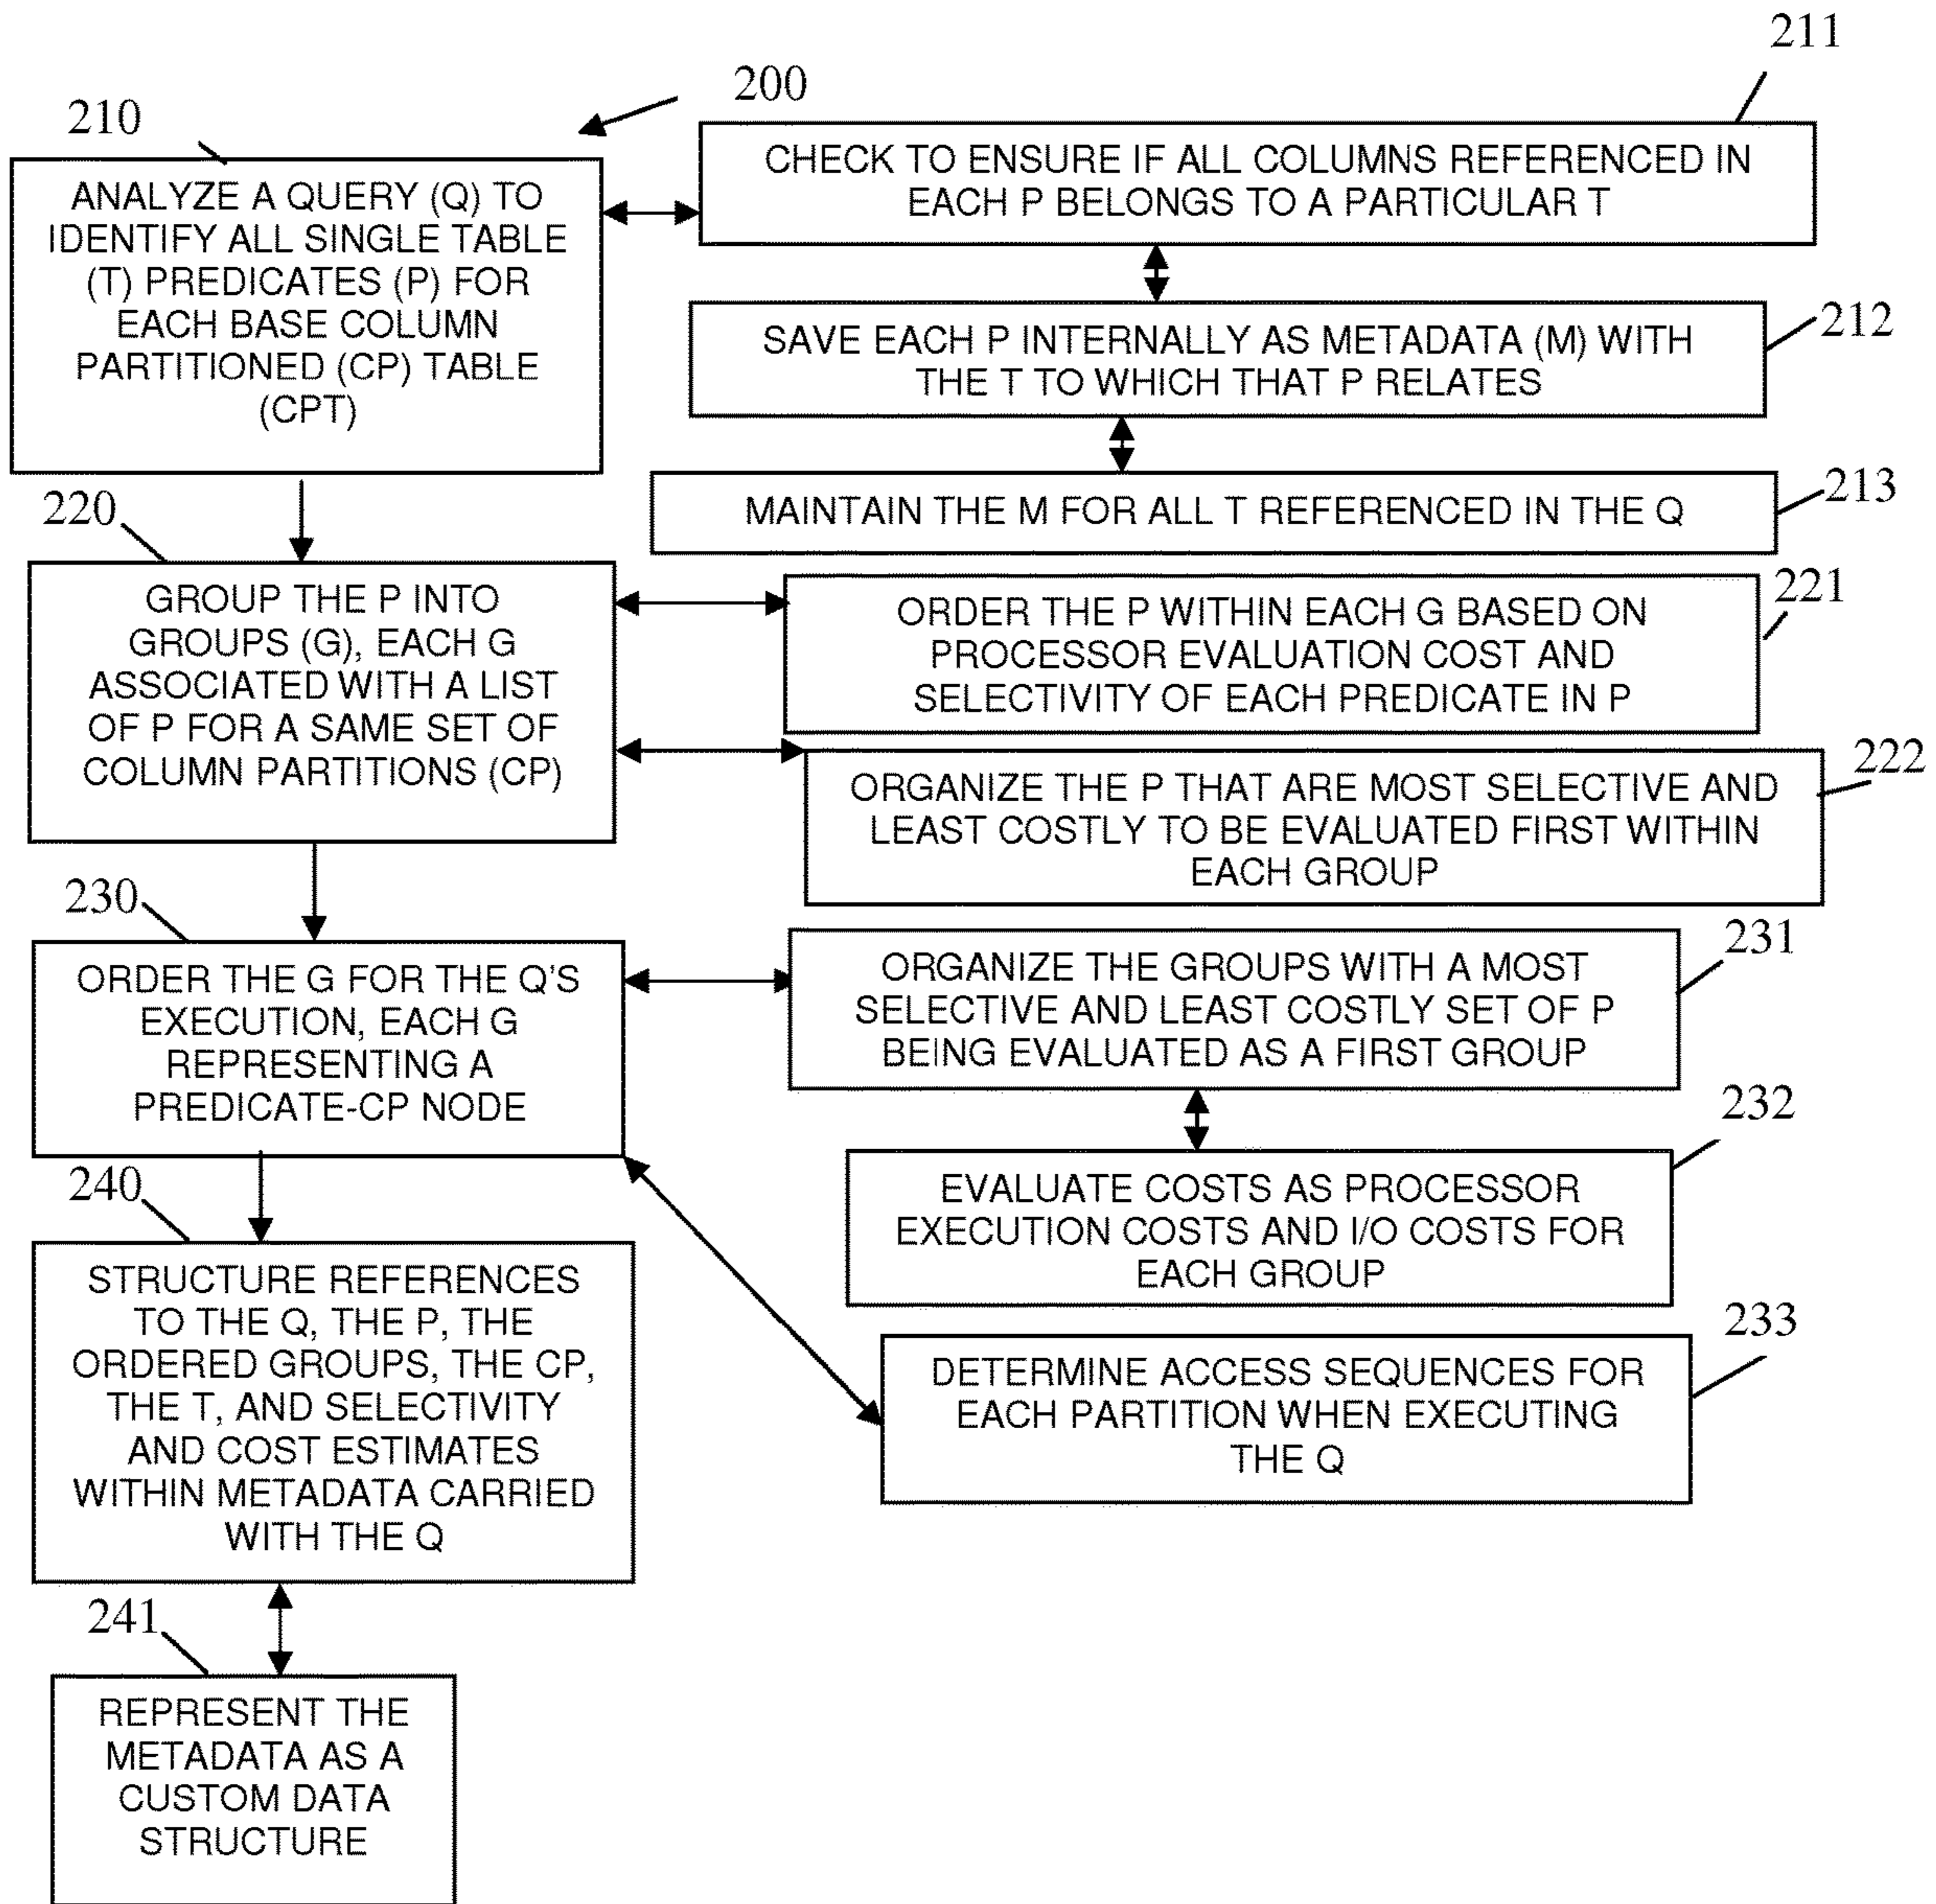 211
200
210
CHECK TO ENSURE IF ALL COLUMNS REFERENCED IN
EACH P BELONGS TO A PARTICULAR T
ANALYZE A QUERY (Q) TO
IDENTIFY ALL SINGLE TABLE
(T) PREDICATES (P) FOR
EACH BASE COLUMN
PARTITIONED (CP) TABLE
(CPT)
212
SAVE EACH P INTERNALLY AS METADATA (M) WITH
THE T TO WHICH THAT P RELATES
213
MAINTAIN THE M FOR ALL T REFERENCED IN THE Q
220
GROUP THE P INTO
GROUPS (G), EACH G
ASSOCIATED WITH A LIST
OF P FOR A SAME SET OF
COLUMN PARTITIONS (CP)
221
ORDER THE P WITHIN EACH G BASED ON
PROCESSOR EVALUATION COST AND
SELECTIVITY OF EACH PREDICATE IN P
222
ORGANIZE THE P THAT ARE MOST SELECTIVE AND
LEAST COSTLY TO BE EVALUATED FIRST WITHIN
EACH GROUP
230
ORDER THE G FOR THE Q'S
EXECUTION, EACH G
REPRESENTING A
PREDICATE-CP NODE
231
ORGANIZE THE GROUPS WITH A MOST
SELECTIVE AND LEAST COSTLY SET OF P
BEING EVALUATED AS A FIRST GROUP
232
EVALUATE COSTS AS PROCESSOR
EXECUTION COSTS AND I/O COSTS FOR
EACH GROUP
240
STRUCTURE REFERENCES
TO THE Q, THE P, THE
ORDERED GROUPS, THE CP,
THE T, AND SELECTIVITY
AND COST ESTIMATES
WITHIN METADATA CARRIED
WITH THE Q
233
DETERMINE ACCESS SEQUENCES FOR
EACH PARTITION WHEN EXECUTING
THE Q
241
REPRESENT THE
METADATA AS A
CUSTOM DATA
STRUCTURE